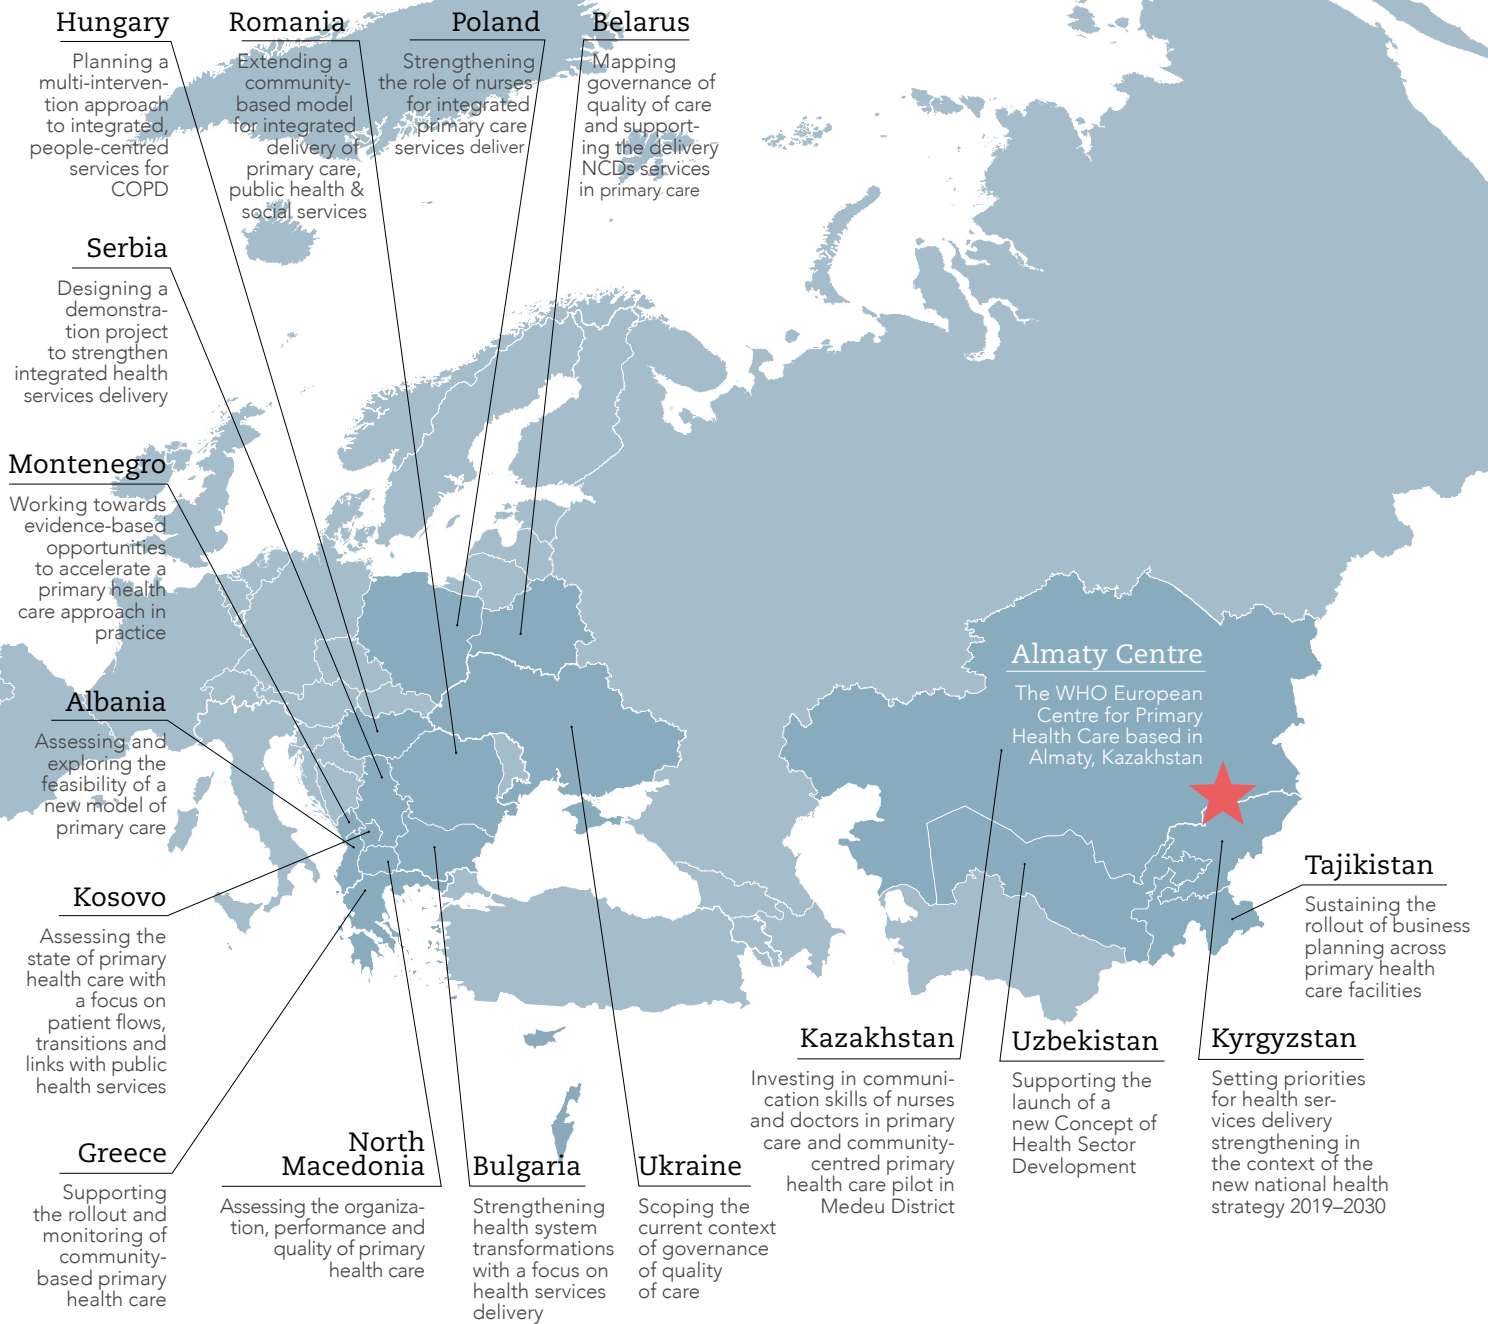 Hungary
Planning a
multi-interven-
tion approach
to integrated,
people-centred
services for
COPD
Romania
Extending a
community-
based model
for integrated
delivery of
primary care,
public health &
social services
Poland
Strengthening
the role of nurses
for integrated
primary care
services deliver
Belarus
Mapping
governance of
quality of care
and support-
ing the delivery
NCDs services
in primary care
Serbia
Designing a
demonstra-
tion project
to strengthen
integrated health
services delivery
Montenegro
Working towards
evidence-based
opportunities
to accelerate a
primary health
care approach in
practice
Albania
Assessing and
exploring the
feasibility of a
new model of
primary care
Kosovo
Assessing the
state of primary
health care with
a focus on
patient flows,
transitions and
links with public
health services
Greece
Supporting
the rollout and
monitoring of
community-
based primary
health care
North
Macedonia
Assessing the organiza-
tion, performance and
quality of primary
health care
Bulgaria
Strengthening
health system
transformations
with a focus on
health services
delivery
Ukraine
Scoping the
current context
of governance
of quality
of care
Almaty Centre
The WHO European
Centre for Primary
Health Care based in
Almaty, Kazakhstan
Kazakhstan
Investing in communi-
cation skills of nurses
and doctors in primary
care and community-
centred primary
health care pilot in
Medeu District
Uzbekistan
Supporting the
launch of a
new Concept of
Health Sector
Development
Kyrgyzstan
Setting priorities
for health ser-
vices delivery
strengthening in
the context of the
new national health
strategy 2019–2030
Tajikistan
Sustaining the
rollout of business
planning across
primary health
care facilities